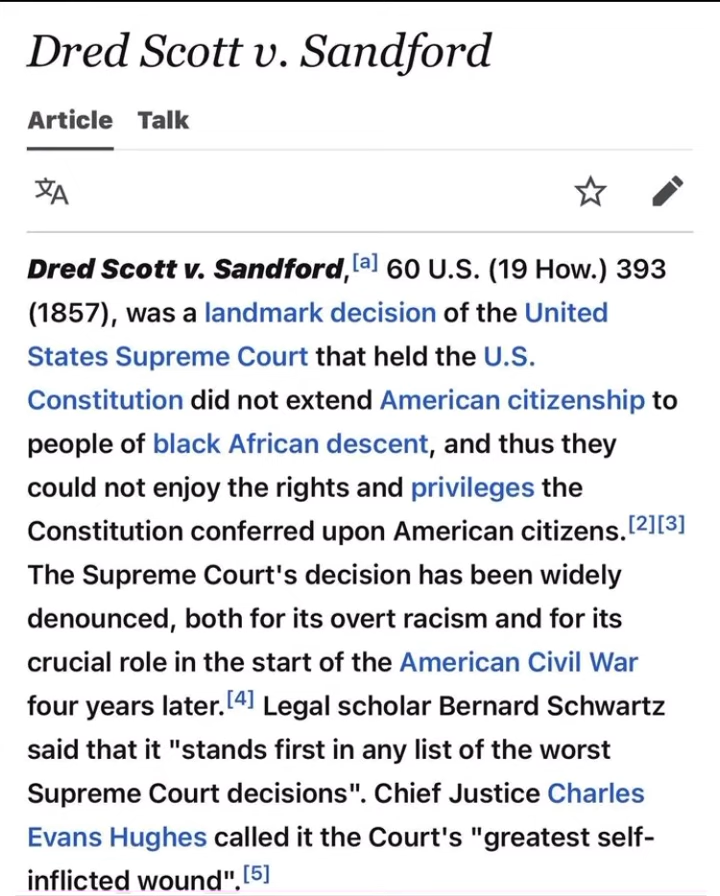 Dred Scott v. Sandford
Article Talk
文A
Dred Scott v. Sandford,[a] 60 U.S. (19 How.) 393
(1857), was a landmark decision of the United
States Supreme Court that held the U.S.
Constitution did not extend American citizenship to
people of black African descent, and thus they
could not enjoy the rights and privileges the
Constitution conferred upon American citizens.[2][3]
The Supreme Court's decision has been widely
denounced, both for its overt racism and for its
crucial role in the start of the American Civil War
four years later.[4] Legal scholar Bernard Schwartz
said that it "stands first in any list of the worst
Supreme Court decisions". Chief Justice Charles
Evans Hughes called it the Court's "greatest self-
inflicted wound".[5]